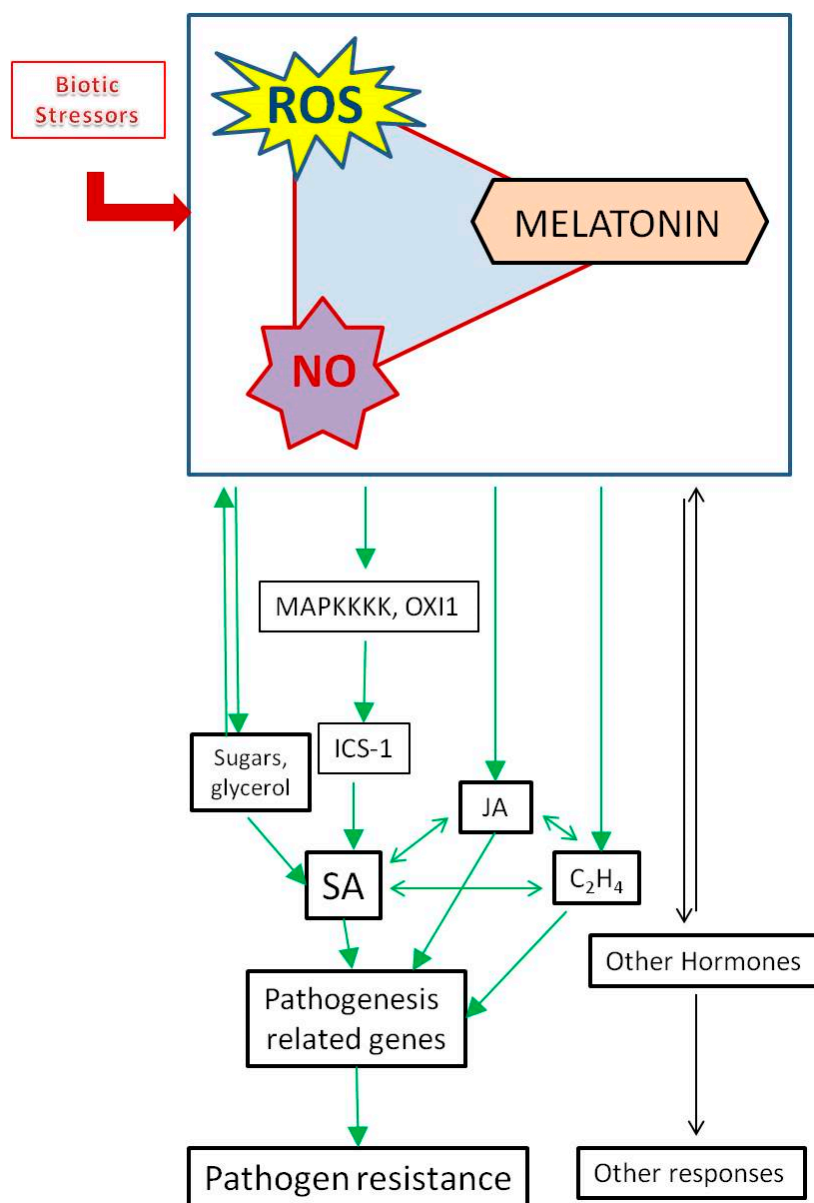 Biotic
Stressors
ROS
MELATONIN
NO
MAPKKKK, OXI1
Sugars,
glycerol
ICS-1
JA
SA
C₂H₄
Other Hormones
Pathogenesis
related genes
Pathogen resistance
Other responses